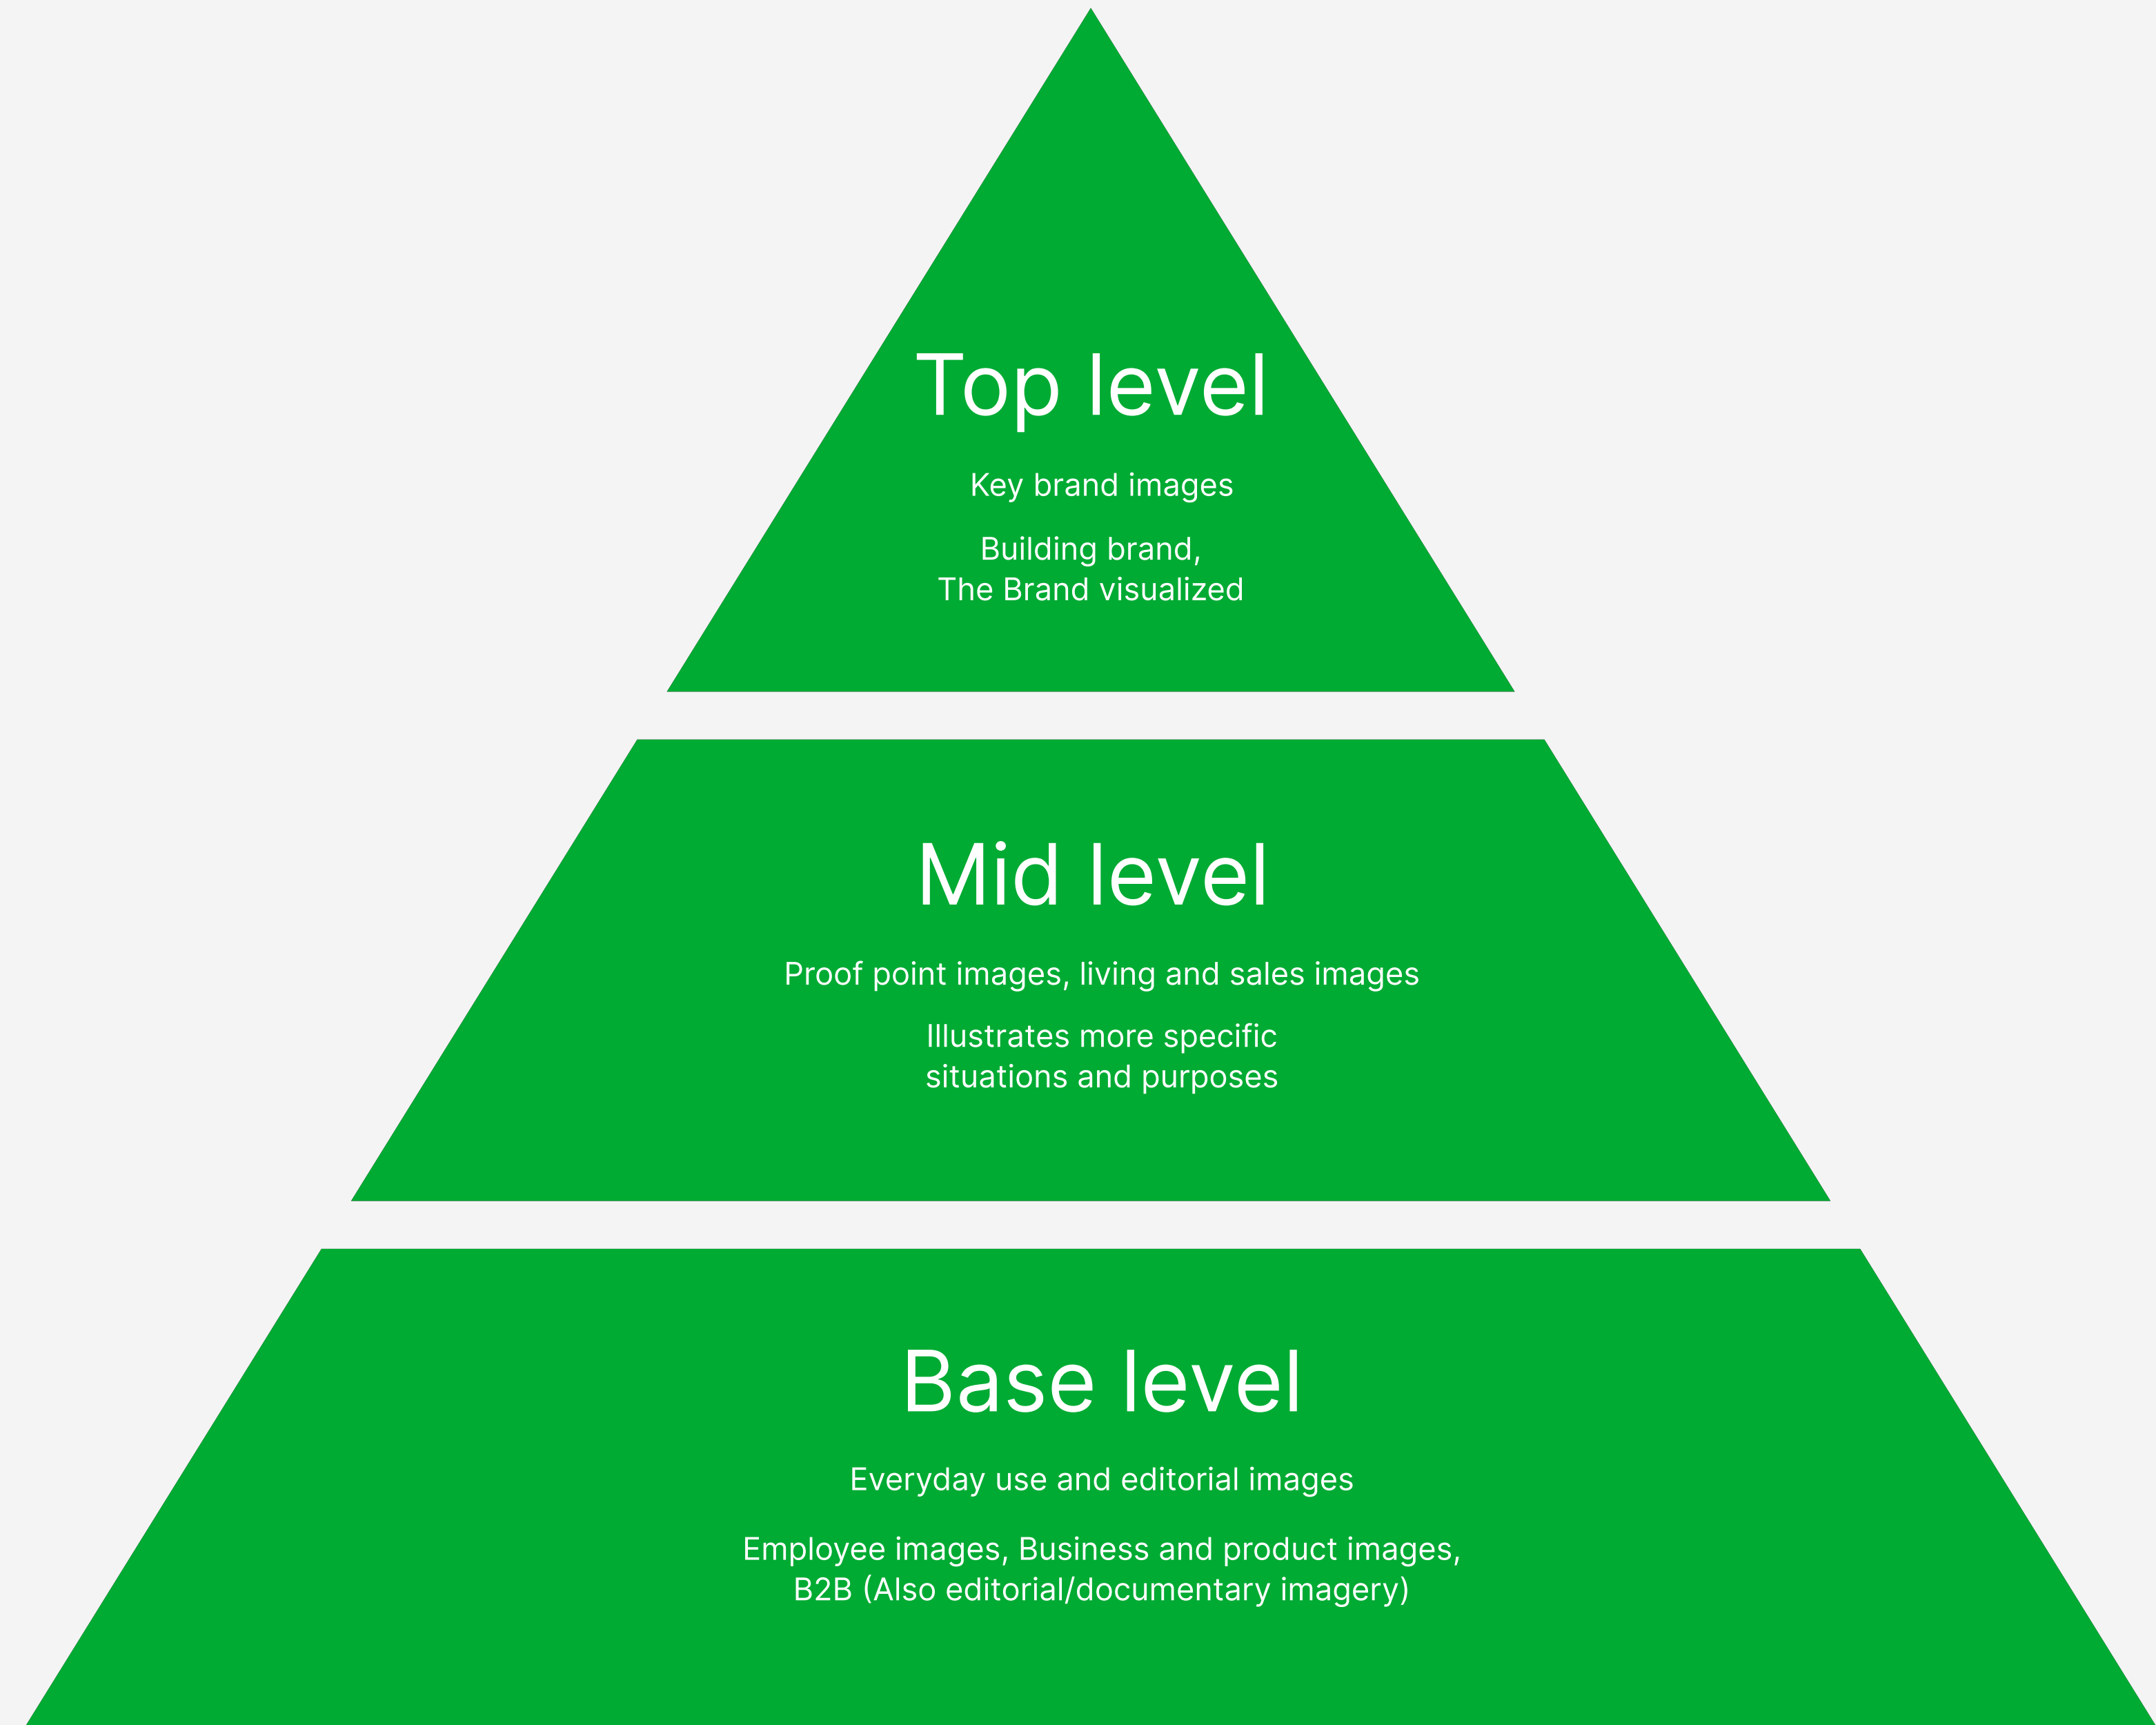 Top level
Key brand images
Building brand,
The Brand visualized
Mid level
Proof point images, living and sales images
Illustrates more specific
situations and purposes
Base level
Everyday use and editorial images
Employee images, Business and product images,
B2B (Also editorial/documentary imagery)